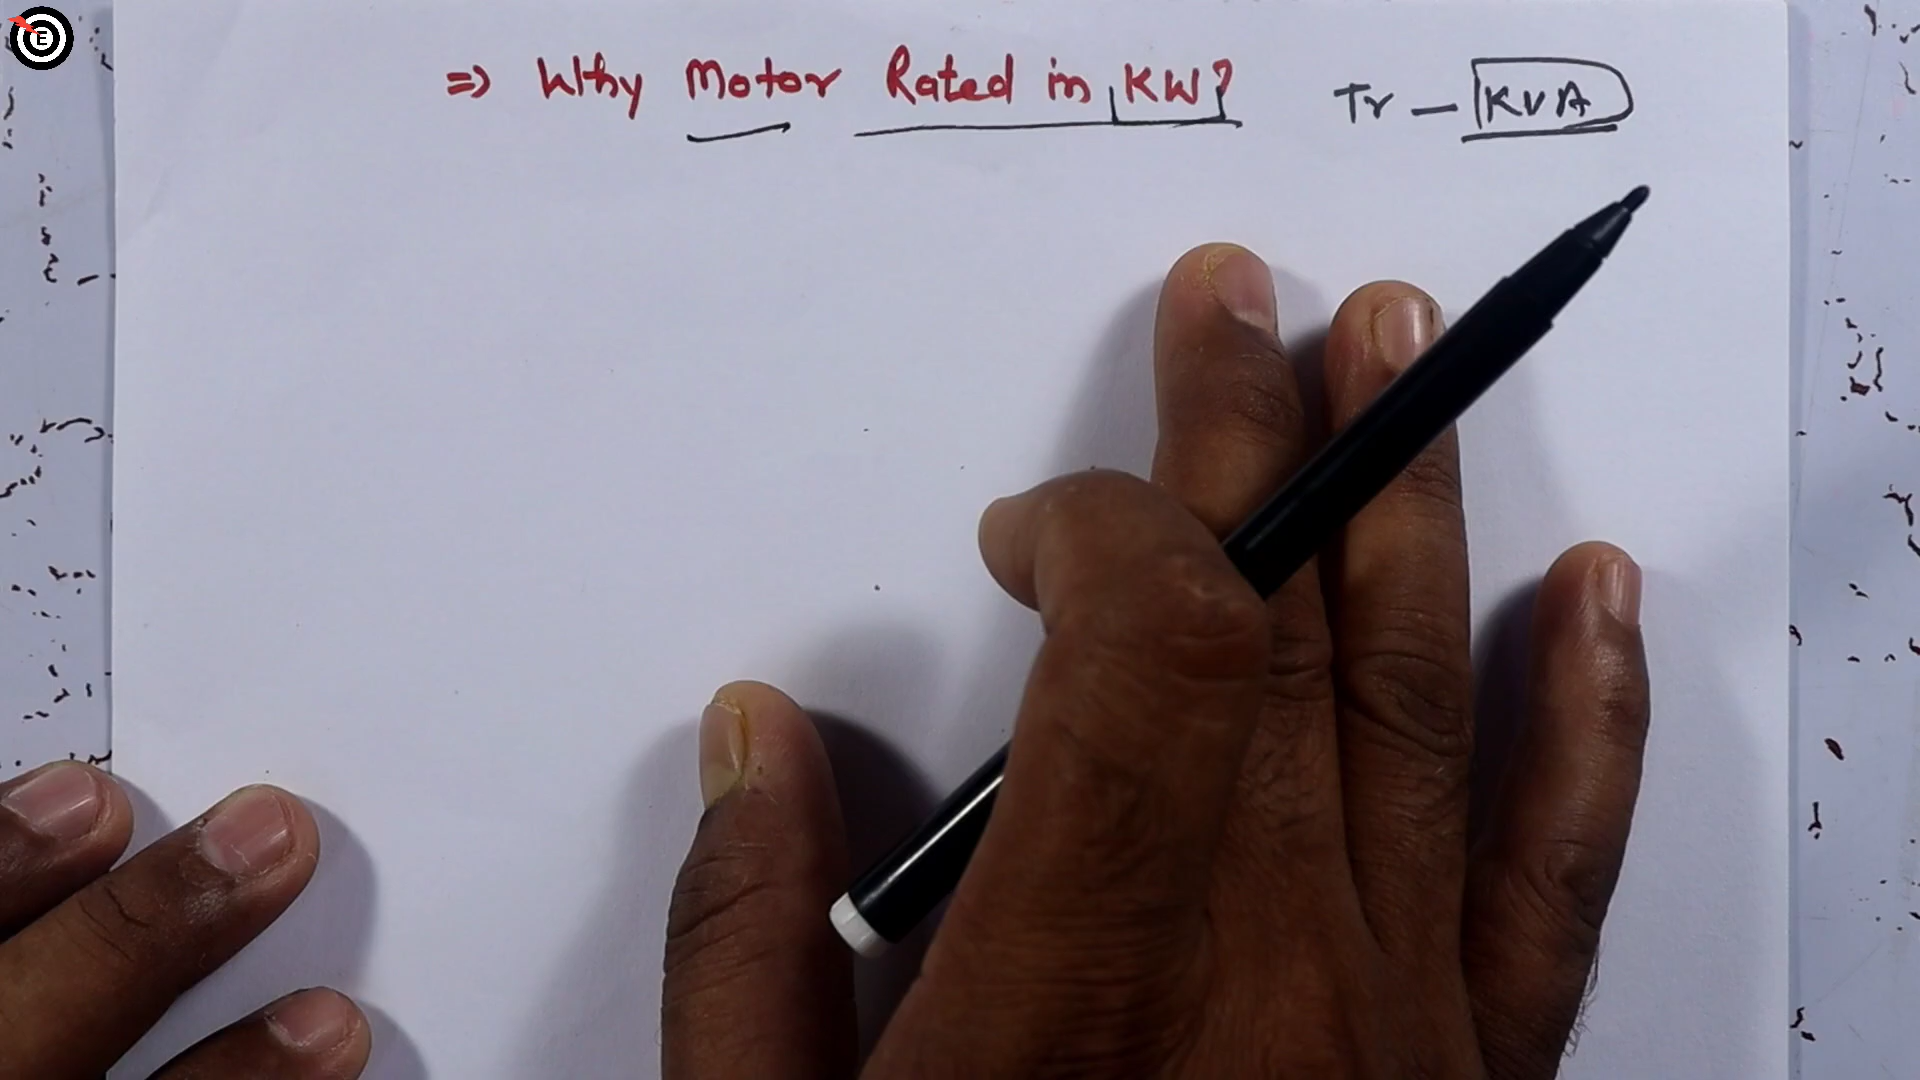 ⇒ Why Motor Rated in KW? Tr — KVA
E